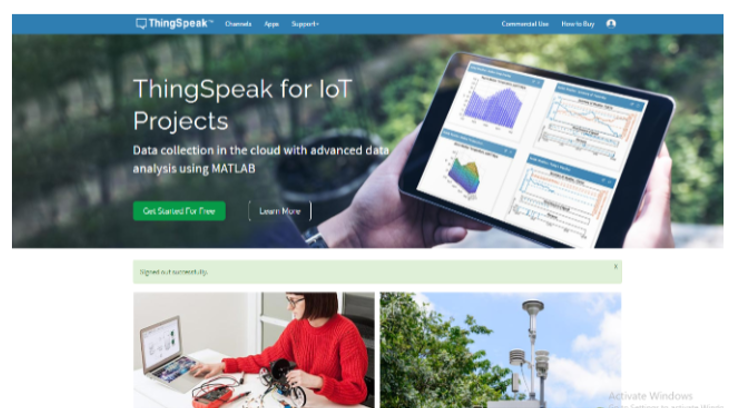 ThingSpeak™ Channels Apps Support Commercial Use How to Buy
ThingSpeak for IoT
Projects
Data collection in the cloud with advanced data
analysis using MATLAB
Get Started For Free Learn More
Signed out successfully. x
Activate Windows